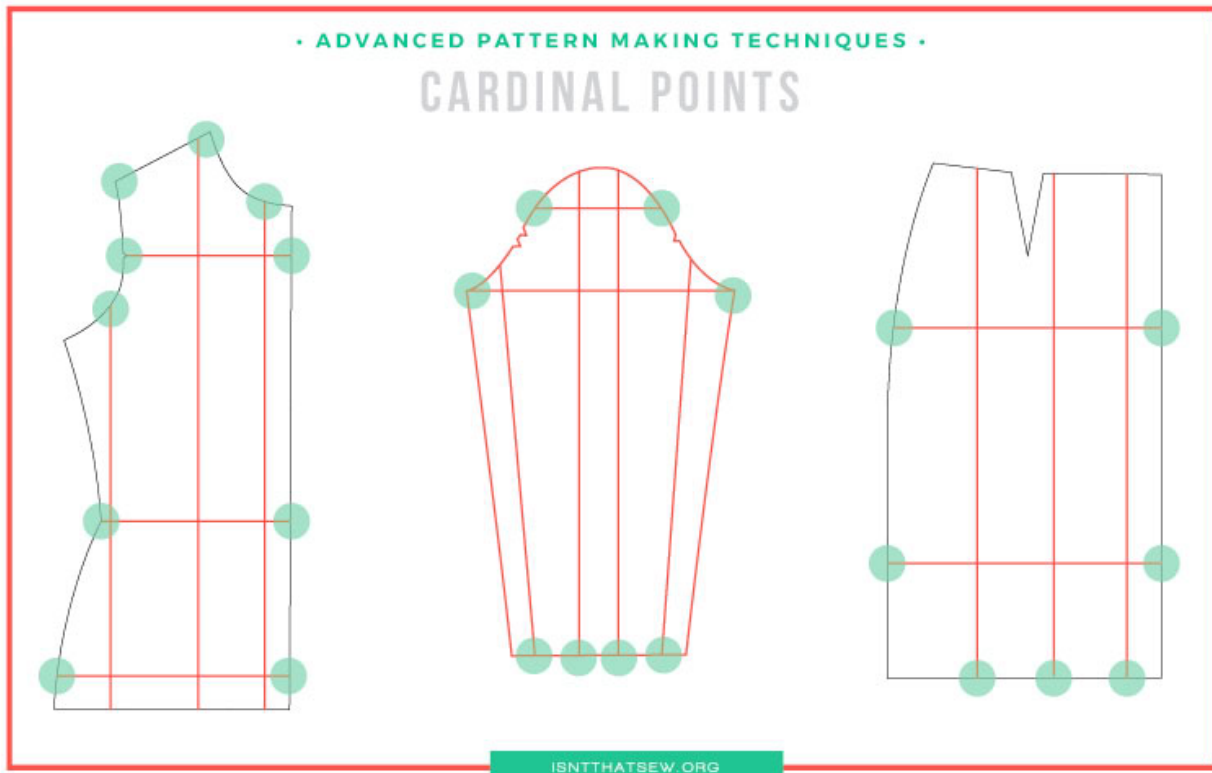 • ADVANCED PATTERN MAKING TECHNIQUES •
CARDINAL POINTS
ISNTTHATSEW.ORG